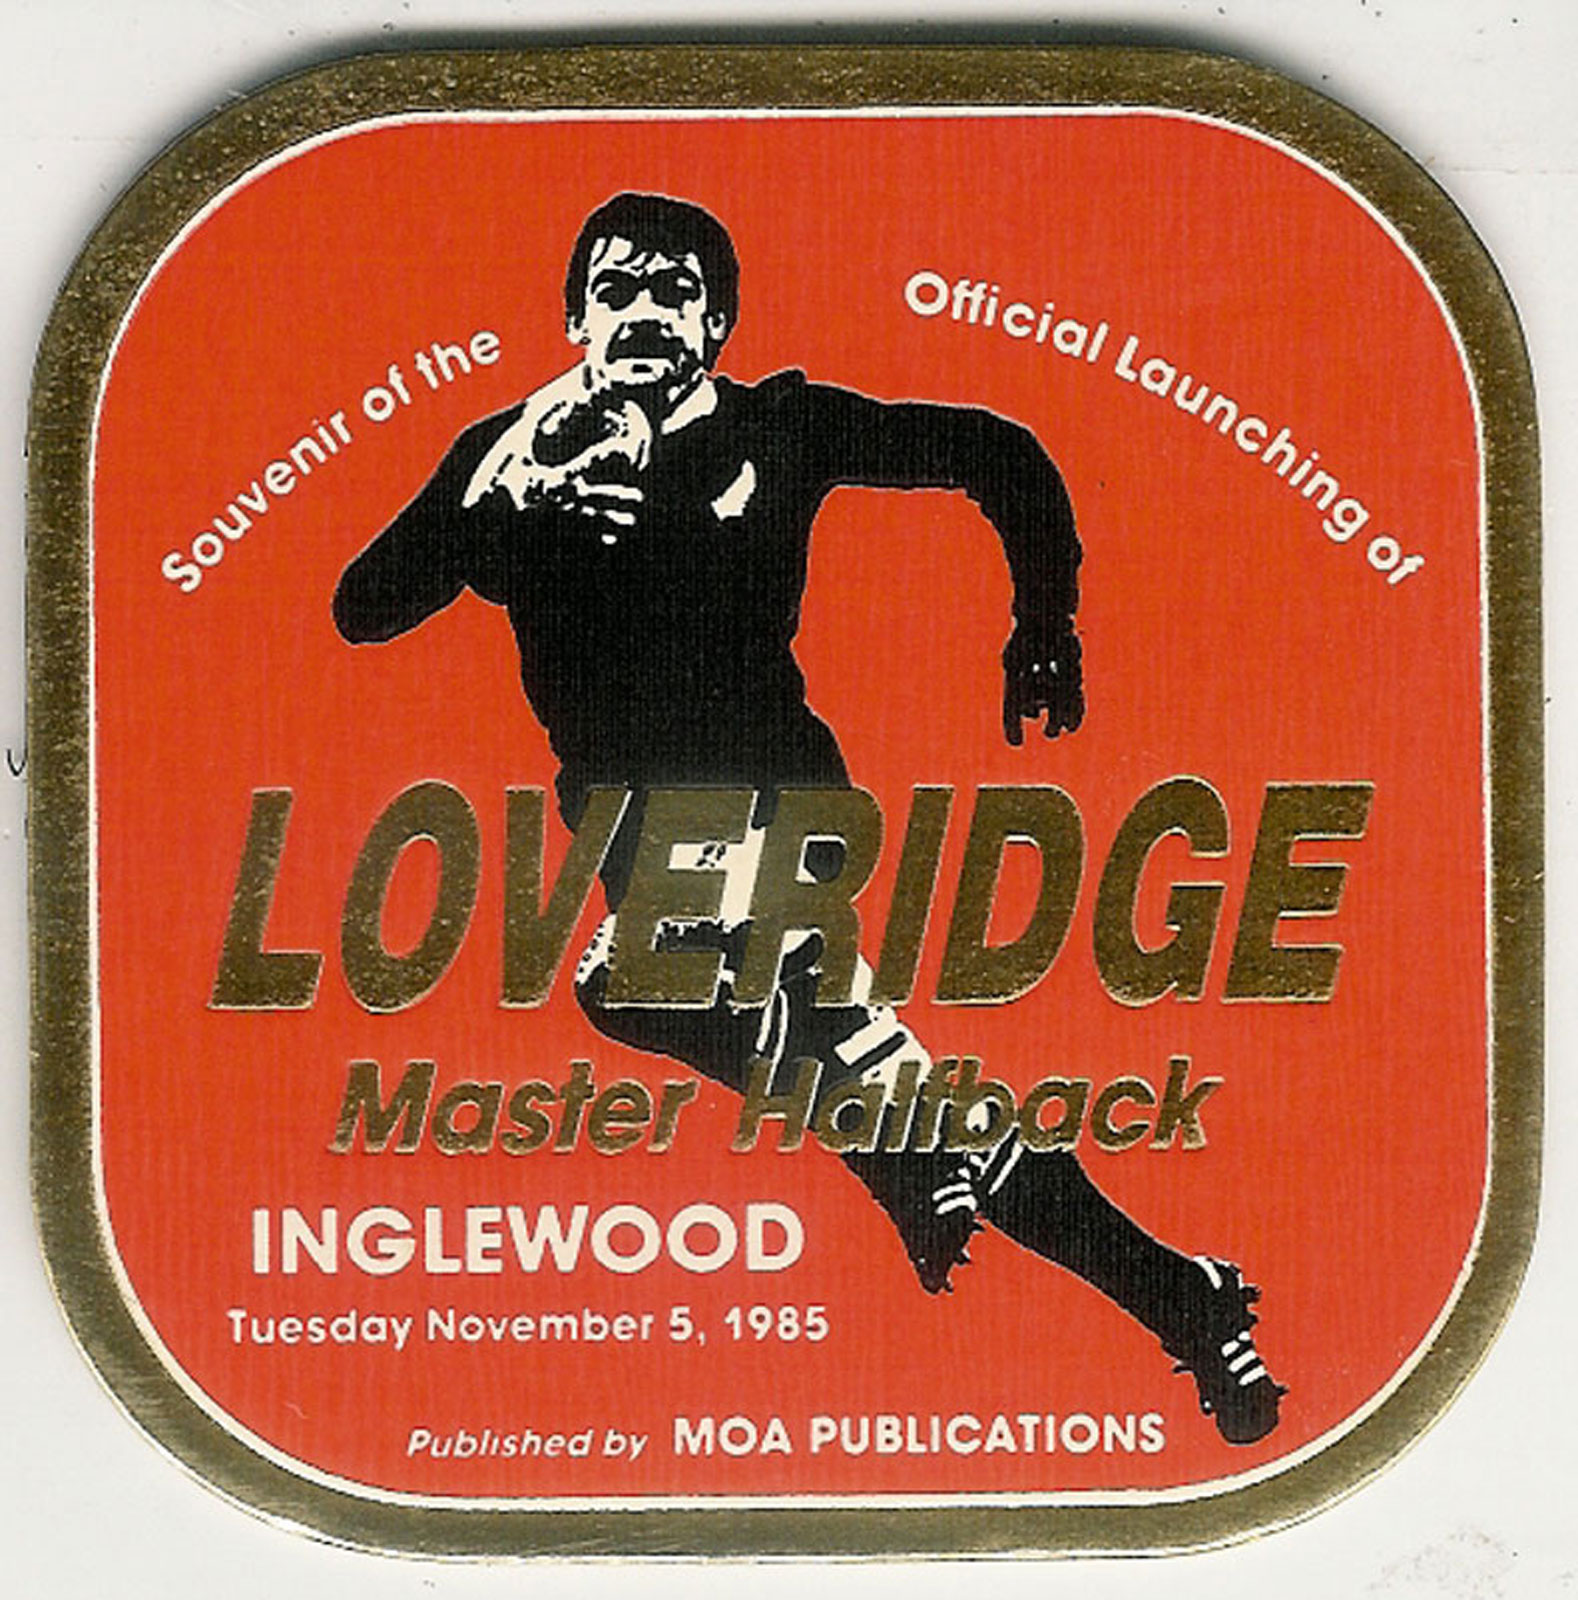 Souvenir of the
Official Launching of
LOVERIDGE
Master Halfback
INGLEWOOD
Tuesday November 5, 1985
Published by MOA PUBLICATIONS